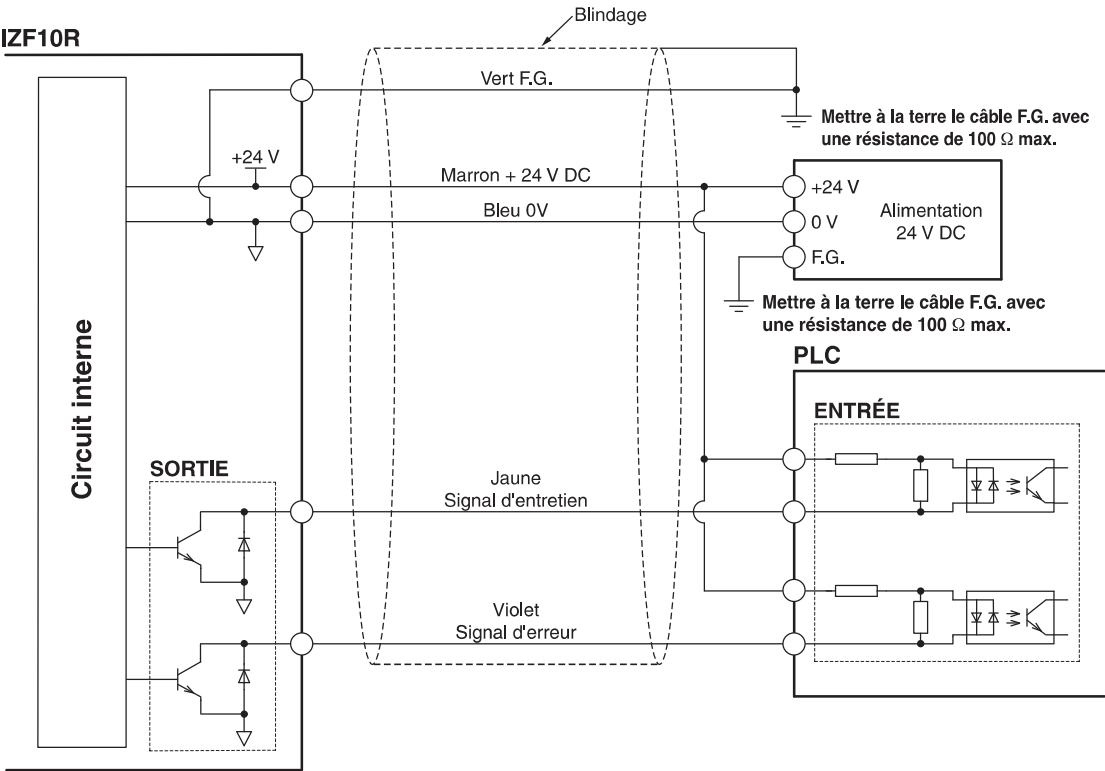 Blindage
IZF10R
Vert F.G.
Mettre à la terre le câble F.G. avec
une résistance de 100 Ω max.
+24 V
Marron + 24 V DC
+24 V
Bleu 0V
0 V
Alimentation
24 V DC
F.G.
Mettre à la terre le câble F.G. avec
une résistance de 100 Ω max.
PLC
Circuit interne
ENTRÉE
SORTIE
Jaune
Signal d'entretien
Violet
Signal d'erreur